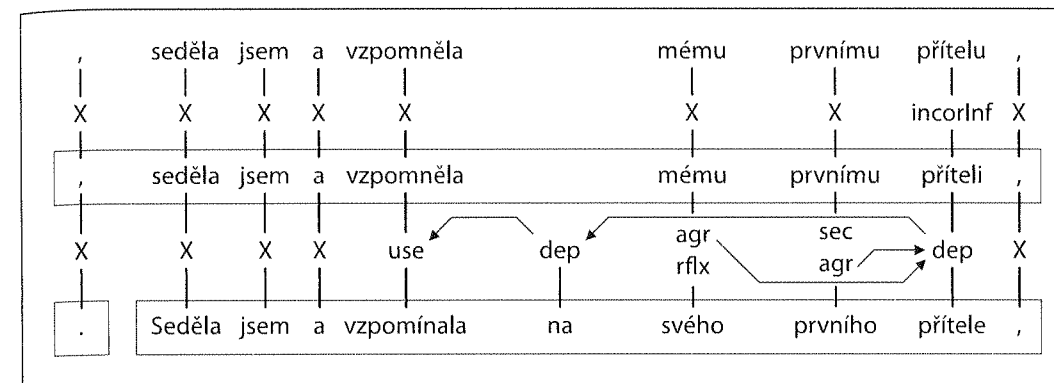 , seděla jsem a vzpomněla mému prvnímu přítelu ,
X X X X X X X incorInf X
, seděla jsem a vzpomněla mému prvnímu příteli ,
agr sec
X X X X use dep dep X
rflx agr
. Seděla jsem a vzpomínala na svého prvního přítele ,